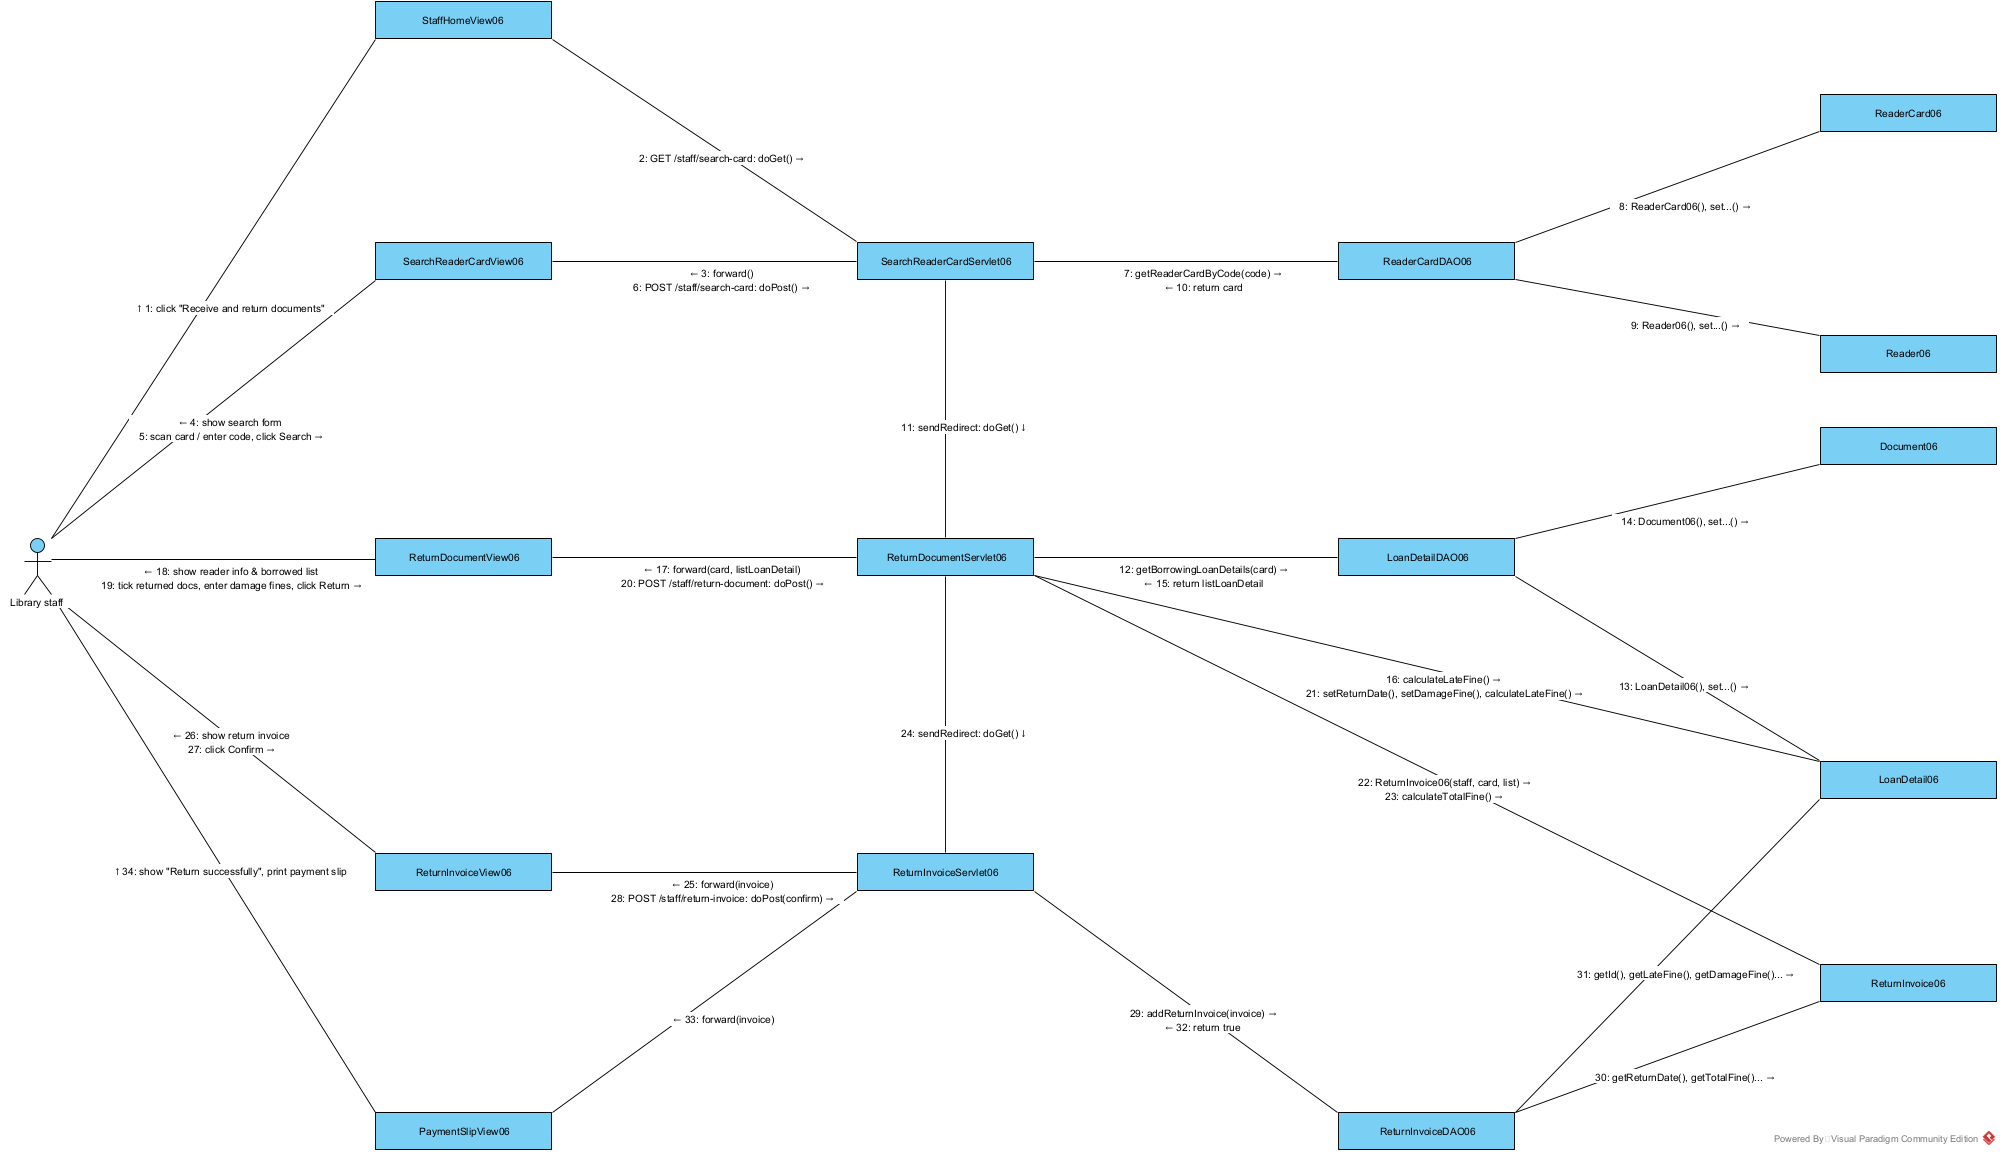 StaffHomeView06
ReaderCard06
2: GET /staff/search-card: doGet() →
8: ReaderCard06(), set...() →
SearchReaderCardView06
SearchReaderCardServlet06
ReaderCardDAO06
← 3: forward()
6: POST /staff/search-card: doPost() →
7: getReaderCardByCode(code) →
← 10: return card
↑ 1: click "Receive and return documents"
9: Reader06(), set...() →
Reader06
← 4: show search form
5: scan card / enter code, click Search →
11: sendRedirect: doGet() ↓
Document06
14: Document06(), set...() →
ReturnDocumentView06
ReturnDocumentServlet06
LoanDetailDAO06
← 18: show reader info & borrowed list
19: tick returned docs, enter damage fines, click Return →
← 17: forward(card, listLoanDetail)
20: POST /staff/return-document: doPost() →
12: getBorrowingLoanDetails(card) →
← 15: return listLoanDetail
Library staff
16: calculateLateFine() →
21: setReturnDate(), setDamageFine(), calculateLateFine() →
13: LoanDetail06(), set...() →
← 26: show return invoice
27: click Confirm →
24: sendRedirect: doGet() ↓
LoanDetail06
22: ReturnInvoice06(staff, card, list) →
23: calculateTotalFine() →
↑ 34: show "Return successfully", print payment slip
ReturnInvoiceView06
ReturnInvoiceServlet06
← 25: forward(invoice)
28: POST /staff/return-invoice: doPost(confirm) →
31: getId(), getLateFine(), getDamageFine()... →
ReturnInvoice06
← 33: forward(invoice)
29: addReturnInvoice(invoice) →
← 32: return true
30: getReturnDate(), getTotalFine()... →
PaymentSlipView06
ReturnInvoiceDAO06
Powered By Visual Paradigm Community Edition